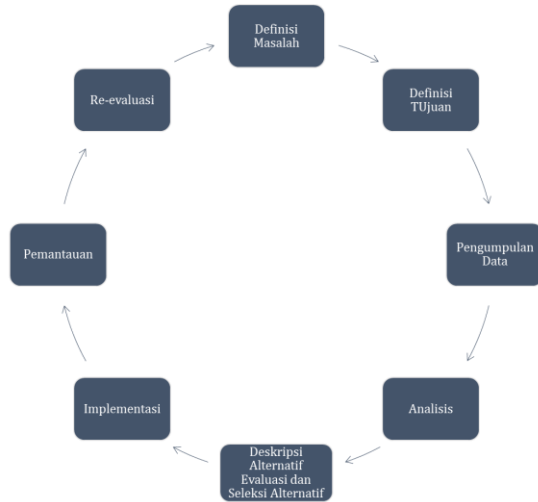 Definisi
Masalah
Definisi
TUjuan
Pengumpulan
Data
Analisis
Deskripsi
Alternatif
Evaluasi dan
Seleksi Alternatif
Implementasi
Pemantauan
Re-evaluasi